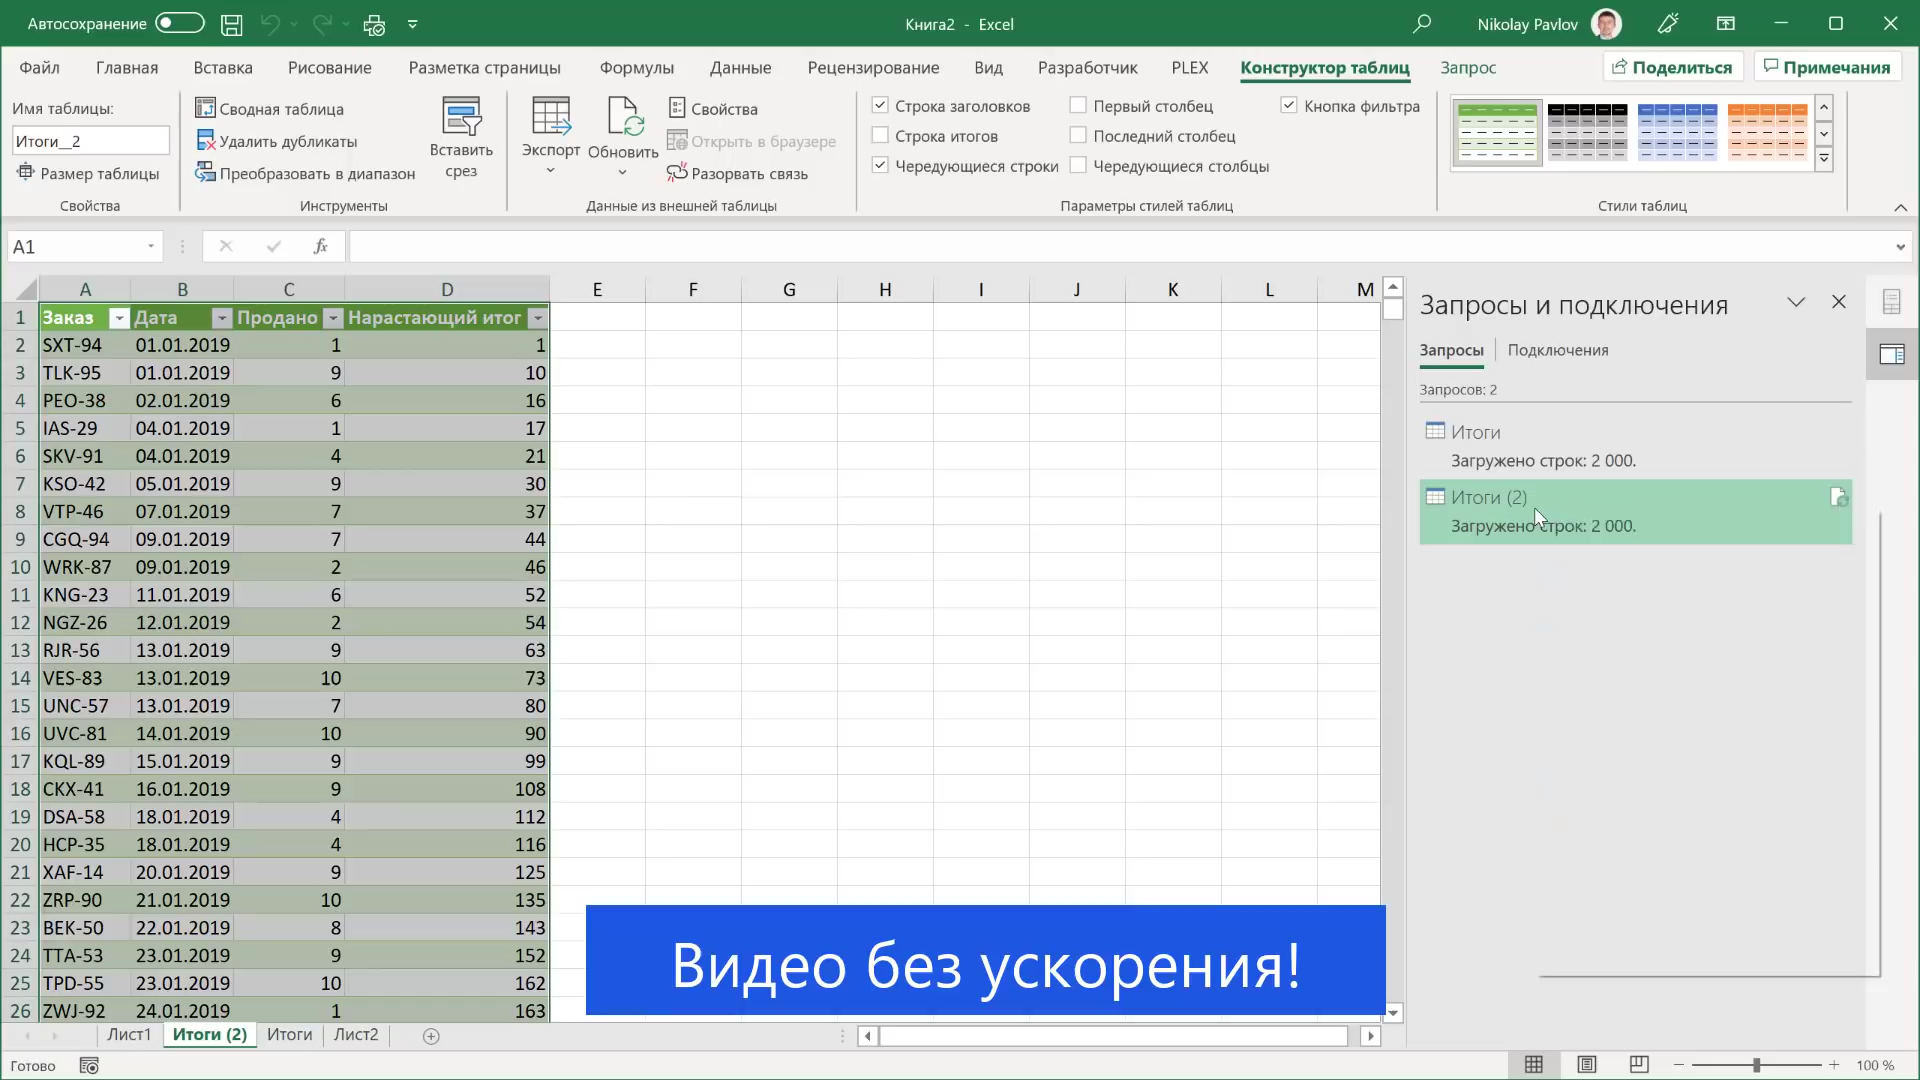 Автосохранение
Книга2 - Excel
Nikolay Pavlov
Файл Главная Вставка Рисование Разметка страницы Формулы Данные Рецензирование Вид Разработчик PLEX Конструктор таблиц Запрос Поделиться Примечания
Имя таблицы:
Итоги__2
Размер таблицы
Свойства
Сводная таблица
Удалить дубликаты
Преобразовать в диапазон
Вставить
срез
Инструменты
Экспорт
Обновить
Свойства
Открыть в браузере
Разорвать связь
Данные из внешней таблицы
Строка заголовков
Строка итогов
Чередующиеся строки
Первый столбец
Последний столбец
Чередующиеся столбцы
Кнопка фильтра
Параметры стилей таблиц
Стили таблиц
A1
fx
A B C D E F G H I J K L M
1 Заказ Дата Продано Нарастающий итог
2 SXT-94 01.01.2019 1 1
3 TLK-95 01.01.2019 9 10
4 PEO-38 02.01.2019 6 16
5 IAS-29 04.01.2019 1 17
6 SKV-91 04.01.2019 4 21
7 KSO-42 05.01.2019 9 30
8 VTP-46 07.01.2019 7 37
9 CGQ-94 09.01.2019 7 44
10 WRK-87 09.01.2019 2 46
11 KNG-23 11.01.2019 6 52
12 NGZ-26 12.01.2019 2 54
13 RJR-56 13.01.2019 9 63
14 VES-83 13.01.2019 10 73
15 UNC-57 13.01.2019 7 80
16 UVC-81 14.01.2019 10 90
17 KQL-89 15.01.2019 9 99
18 CKX-41 16.01.2019 9 108
19 DSA-58 18.01.2019 4 112
20 HCP-35 18.01.2019 4 116
21 XAF-14 20.01.2019 9 125
22 ZRP-90 21.01.2019 10 135
23 BEK-50 22.01.2019 8 143
24 TTA-53 23.01.2019 9 152
25 TPD-55 23.01.2019 10 162
26 ZWJ-92 24.01.2019 1 163
Запросы и подключения
Запросы Подключения
Запросов: 2
Итоги
Загружено строк: 2 000.
Итоги (2)
Загружено строк: 2 000.
Видео без ускорения!
Лист1 Итоги (2) Итоги Лист2
Готово
100 %